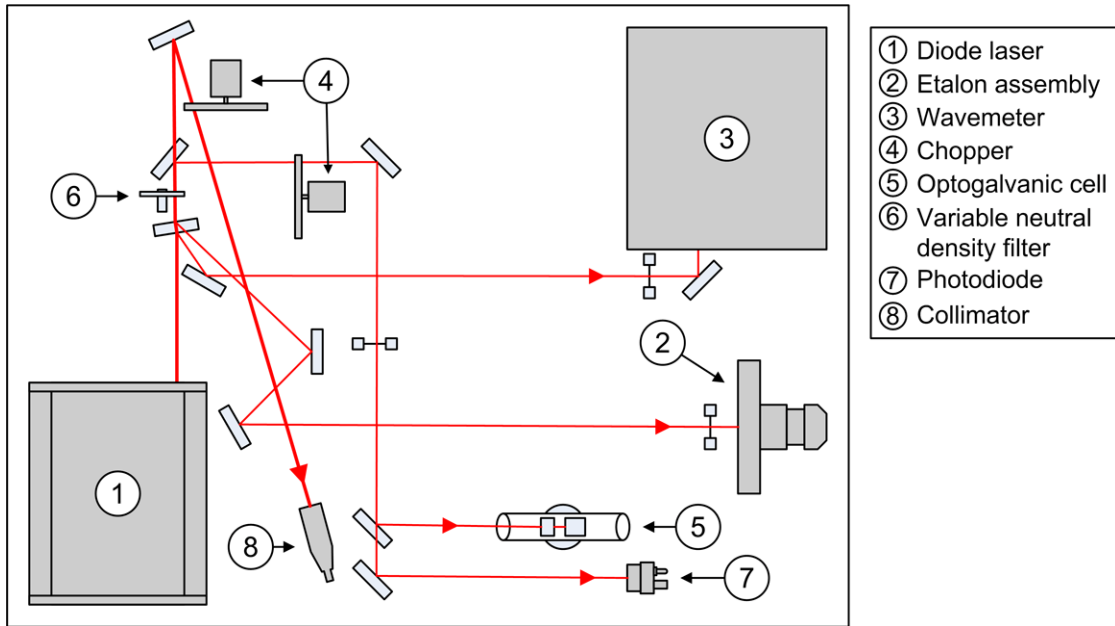 4
3
6
2
1
5
8
7
1 Diode laser
2 Etalon assembly
3 Wavemeter
4 Chopper
5 Optogalvanic cell
6 Variable neutral
density filter
7 Photodiode
8 Collimator